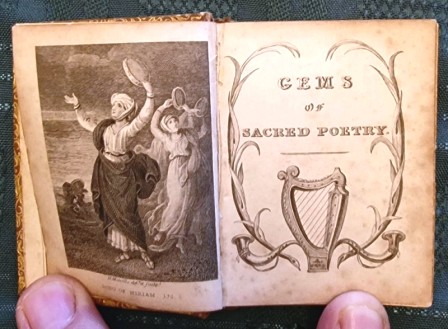 SONG OF MIRIAM.
GEMS
OF
SACRED POETRY.